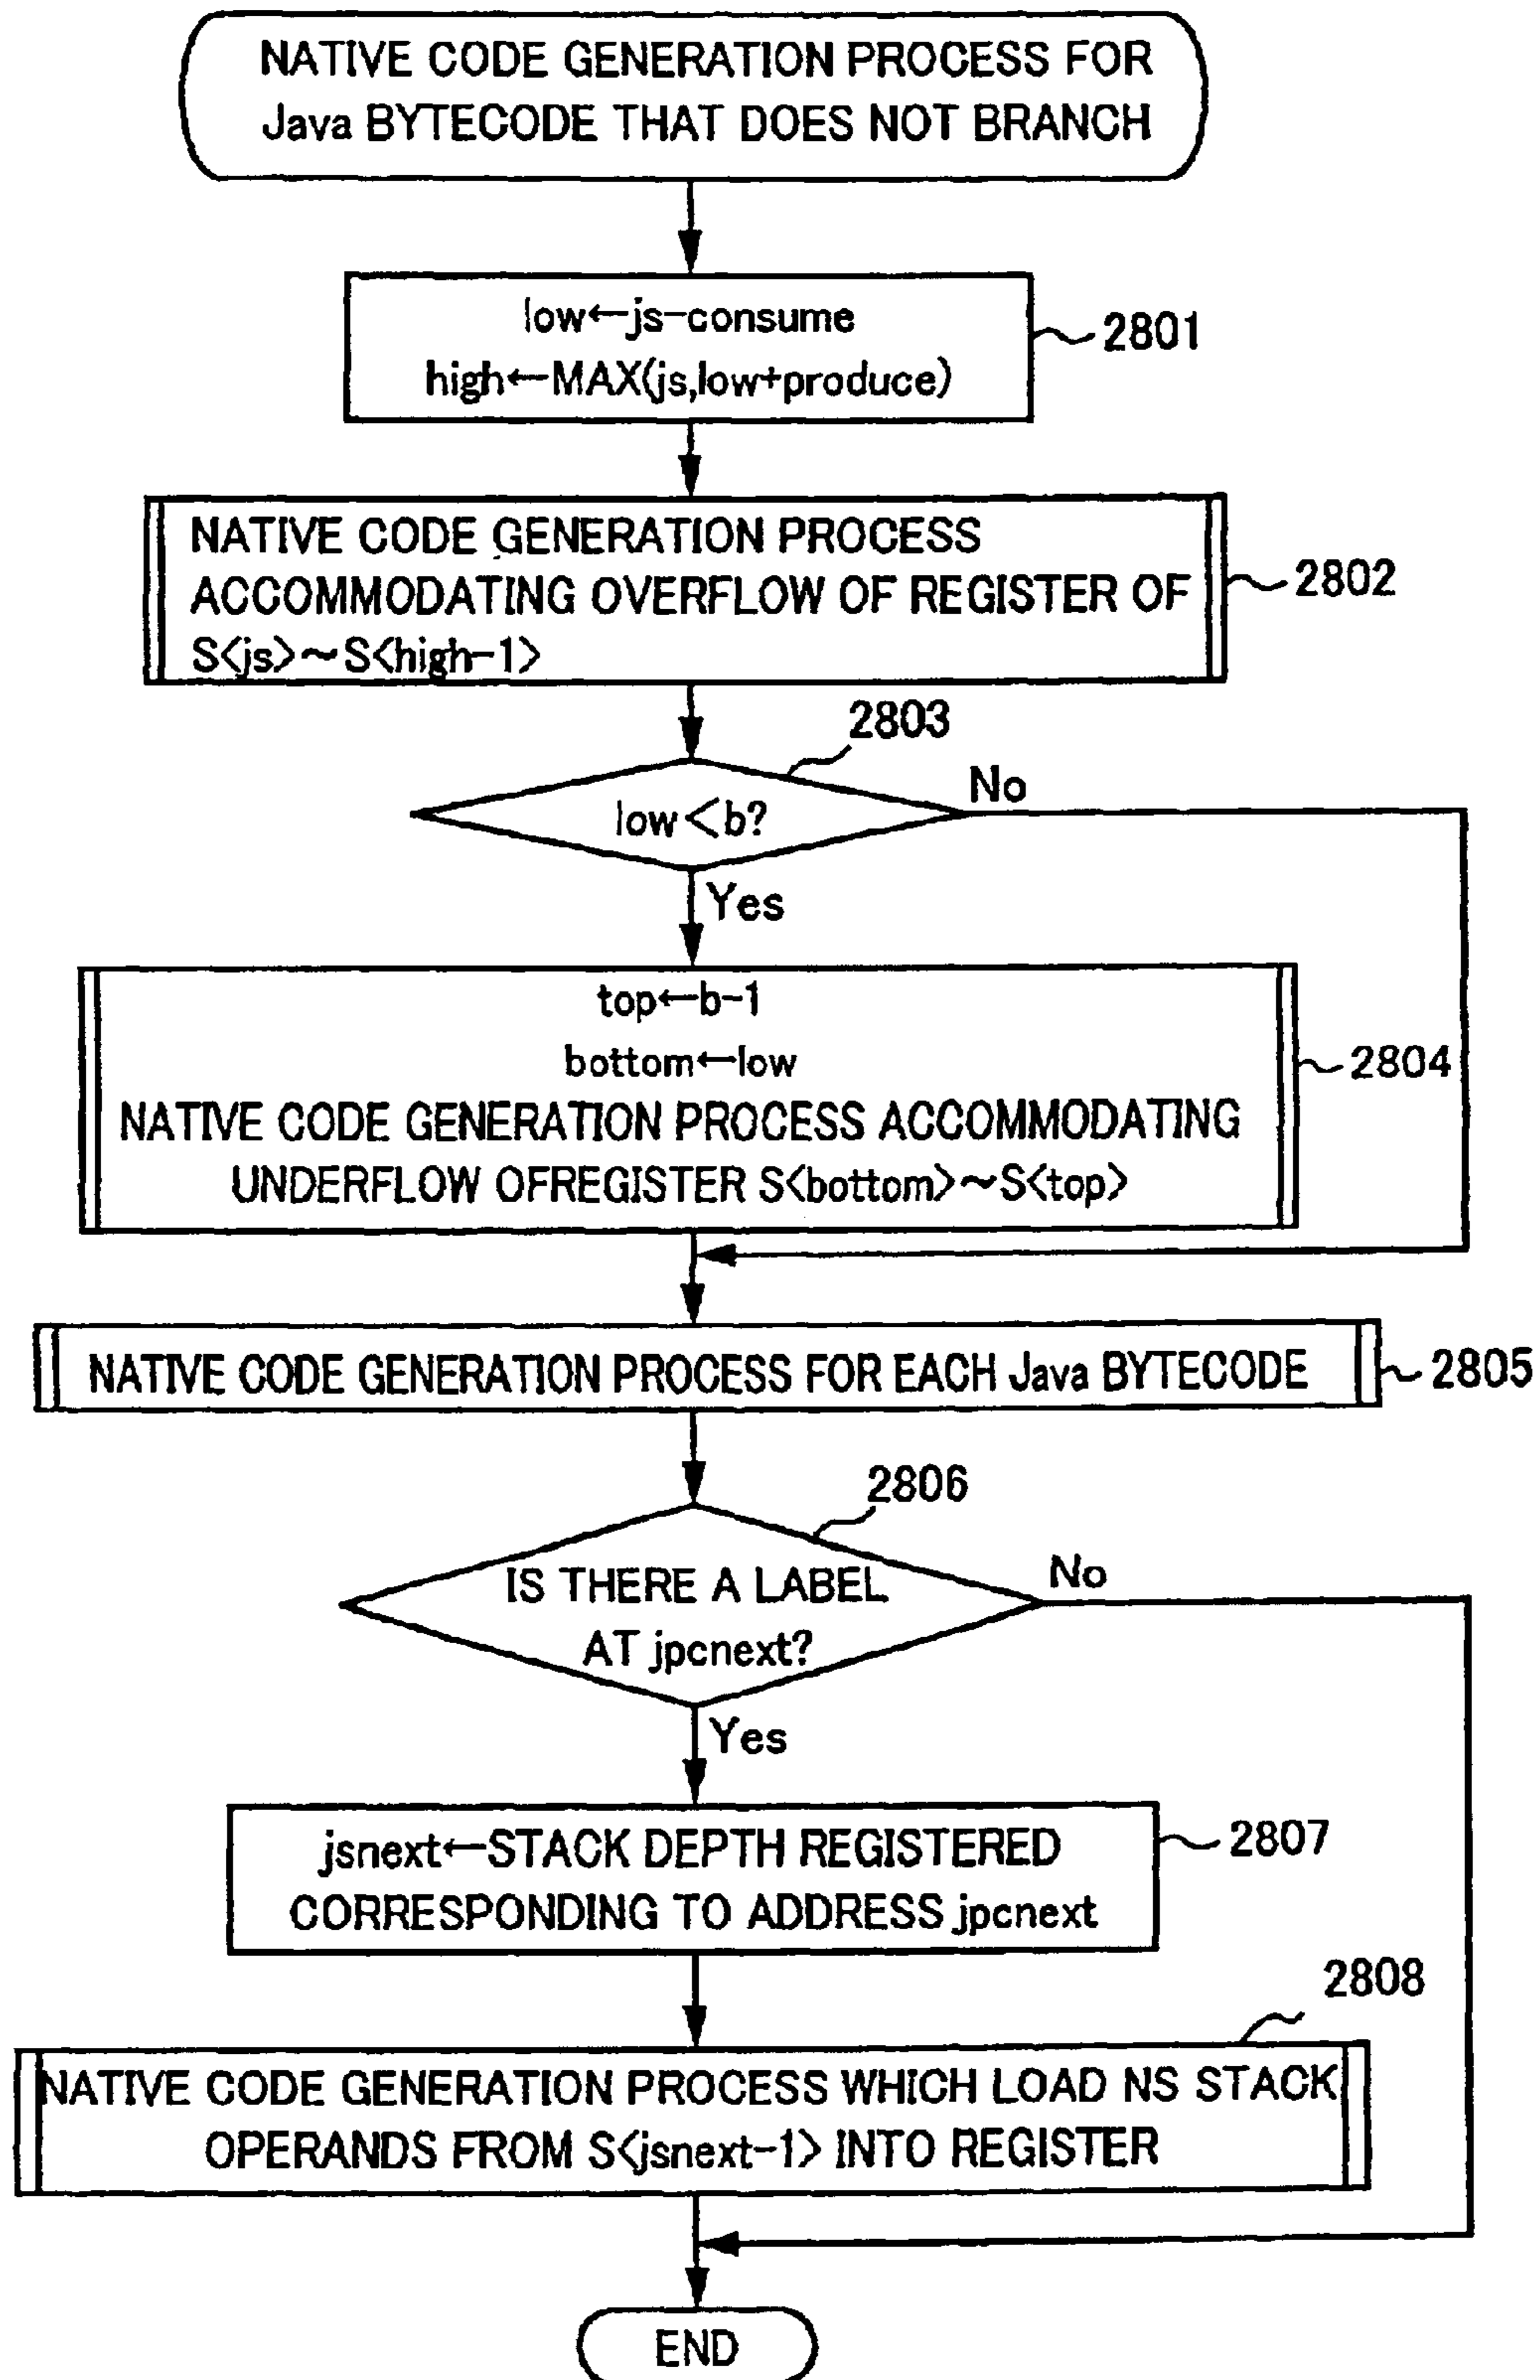 NATIVE CODE GENERATION PROCESS FOR
Java BYTECODE THAT DOES NOT BRANCH
low←js-consume
high←MAX(js,low+produce)
2801
NATIVE CODE GENERATION PROCESS
ACCOMMODATING OVERFLOW OF REGISTER OF
S<js>~S<high-1>
2802
2803
low<b?
No
Yes
top←b-1
bottom←low
NATIVE CODE GENERATION PROCESS ACCOMMODATING
UNDERFLOW OFREGISTER S<bottom>~S<top>
2804
NATIVE CODE GENERATION PROCESS FOR EACH Java BYTECODE
2805
2806
IS THERE A LABEL
AT jpcnext?
No
Yes
jsnext←STACK DEPTH REGISTERED
CORRESPONDING TO ADDRESS jpcnext
2807
2808
NATIVE CODE GENERATION PROCESS WHICH LOAD NS STACK
OPERANDS FROM S<jsnext-1> INTO REGISTER
END